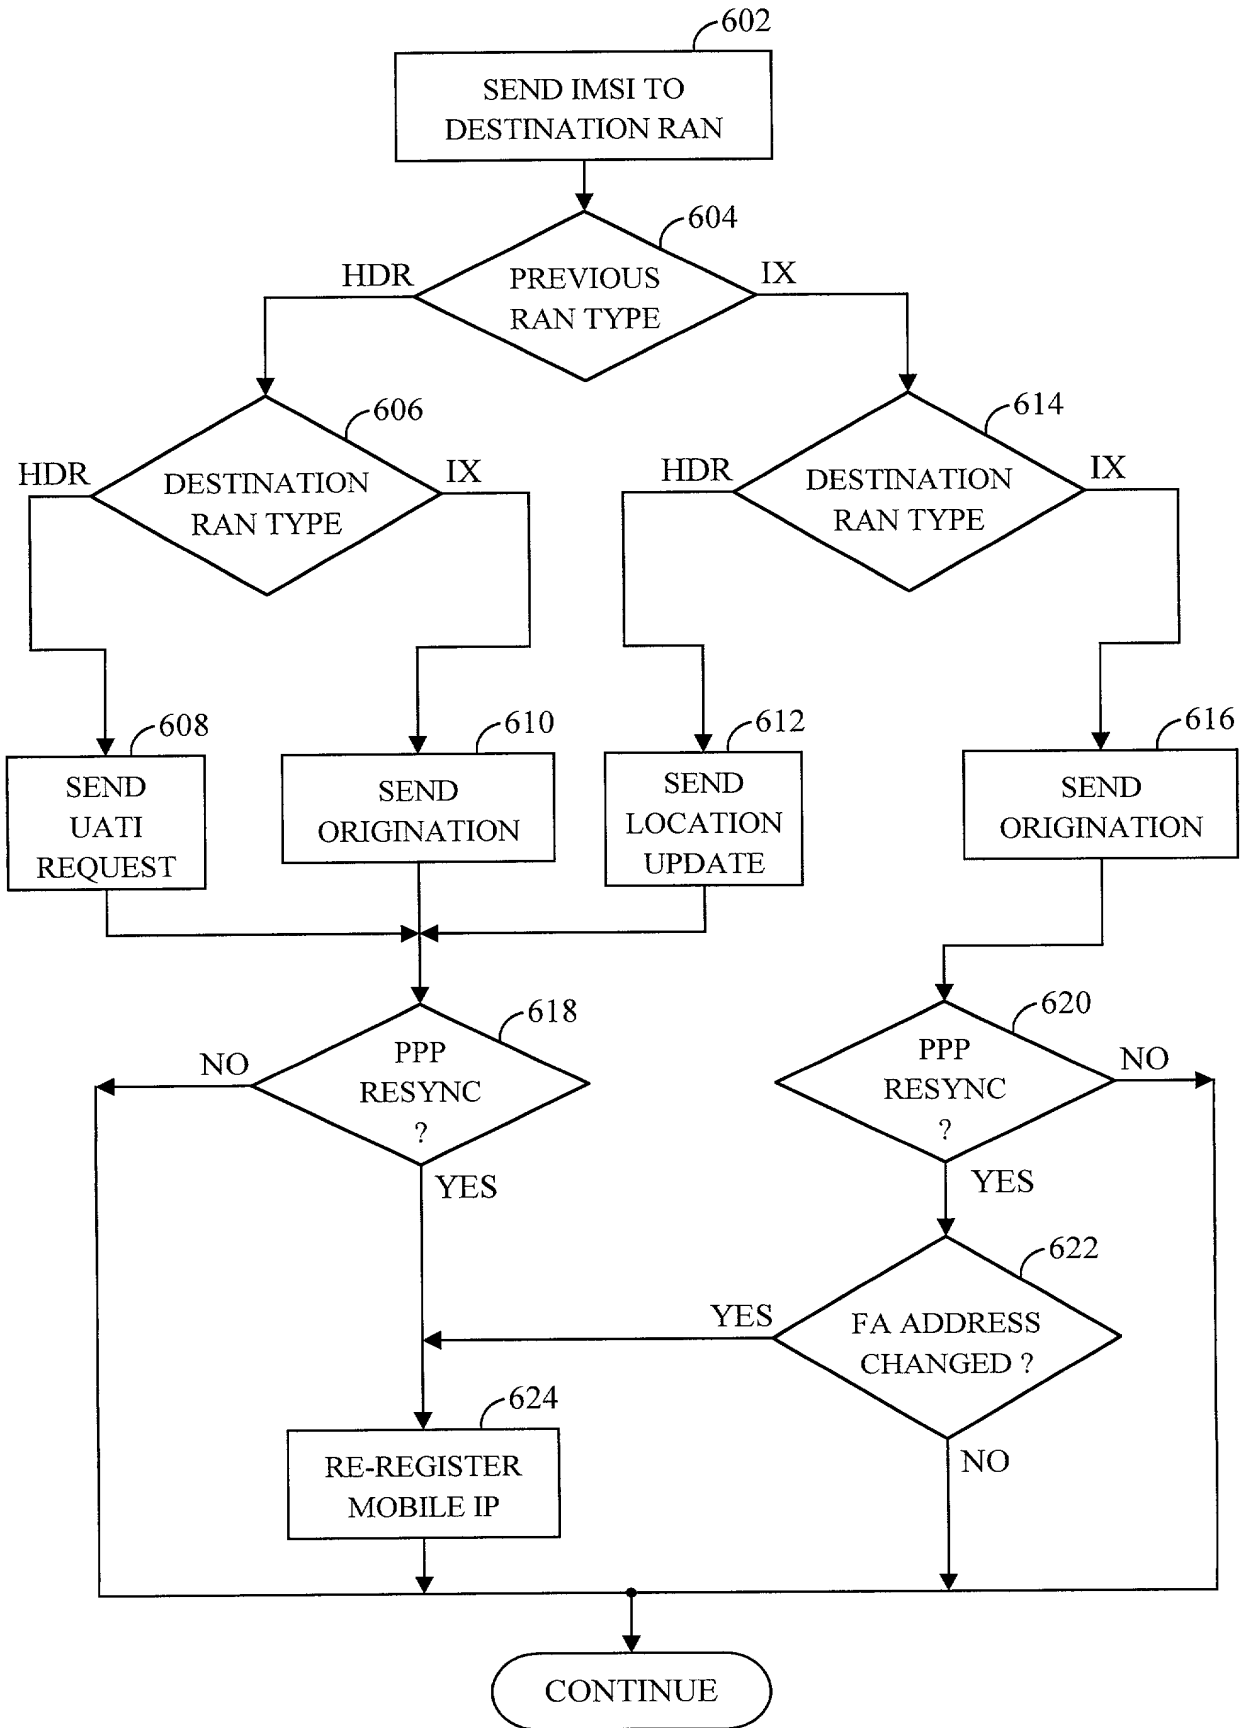 602
SEND IMSI TO
DESTINATION RAN
604
HDR
IX
PREVIOUS
RAN TYPE
606
614
HDR
IX
HDR
IX
DESTINATION
RAN TYPE
DESTINATION
RAN TYPE
608
610
612
616
SEND
UATI
REQUEST
SEND
ORIGINATION
SEND
LOCATION
UPDATE
SEND
ORIGINATION
618
620
NO
PPP
RESYNC
?
PPP
RESYNC
?
NO
YES
YES
622
YES
FA ADDRESS
CHANGED ?
624
NO
RE-REGISTER
MOBILE IP
CONTINUE